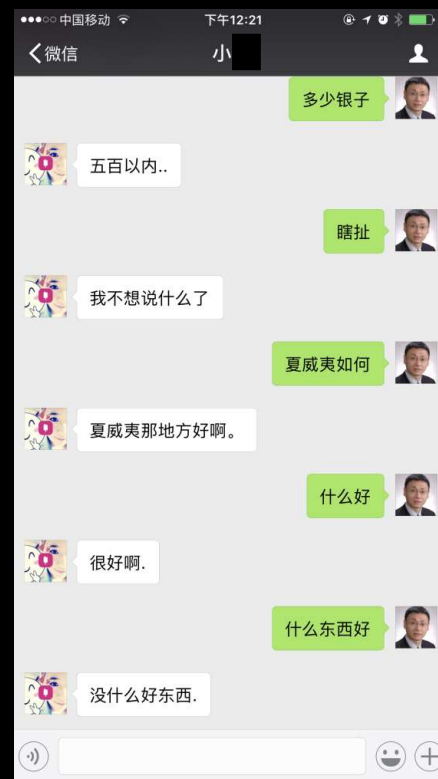 中国移动
下午12:21
微信
小
多少银子
五百以内..
瞎扯
我不想说什么了
夏威夷如何
夏威夷那地方好啊。
什么好
很好啊.
什么东西好
没什么好东西.